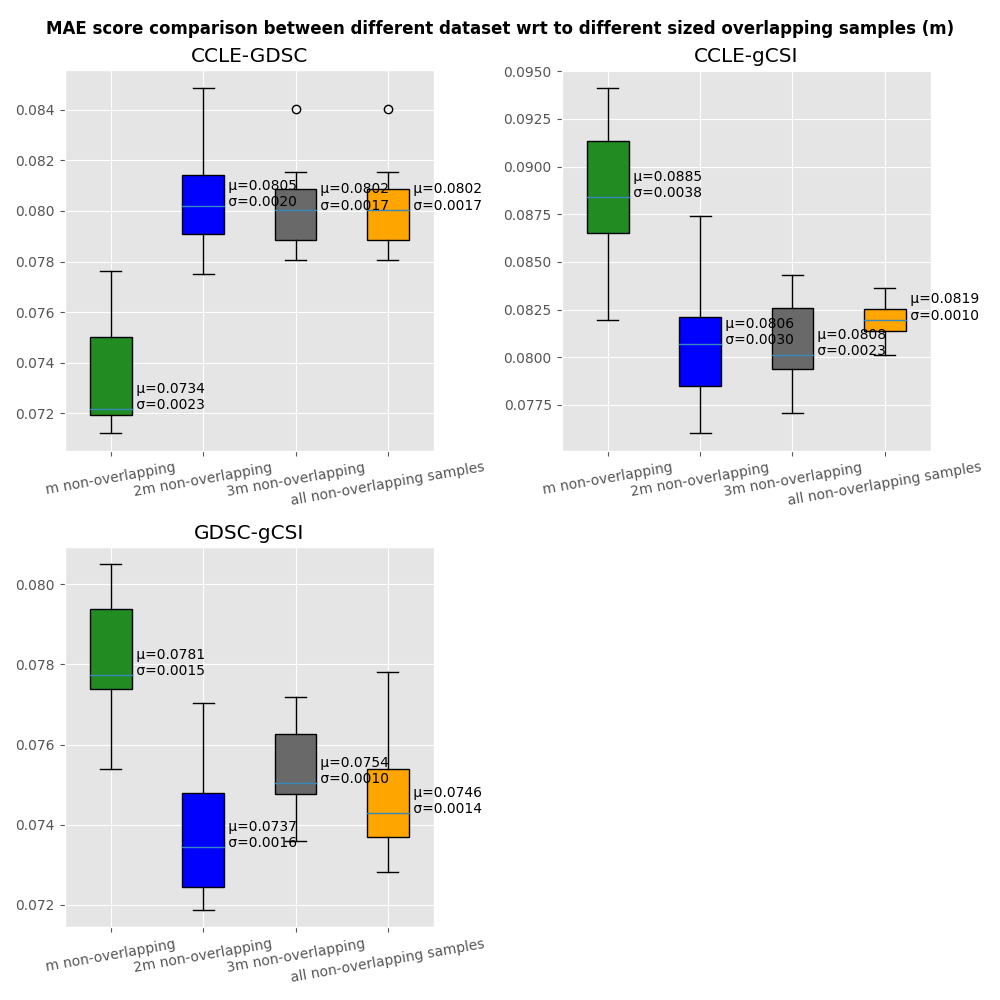 MAE score comparison between different dataset wrt to different sized overlapping samples (m)
CCLE-GDSC
0.084
0.082
0.080
0.078
0.076
0.074
0.072
μ=0.0734
σ=0.0023
μ=0.0805
σ=0.0020
μ=0.0802
σ=0.0017
μ=0.0802
σ=0.0017
m non-overlapping
2m non-overlapping
3m non-overlapping
all non-overlapping samples
CCLE-gCSI
0.0950
0.0925
0.0900
0.0875
0.0850
0.0825
0.0800
0.0775
μ=0.0885
σ=0.0038
μ=0.0806
σ=0.0030
μ=0.0808
σ=0.0023
μ=0.0819
σ=0.0010
m non-overlapping
2m non-overlapping
3m non-overlapping
all non-overlapping samples
GDSC-gCSI
0.080
0.078
0.076
0.074
0.072
μ=0.0781
σ=0.0015
μ=0.0737
σ=0.0016
μ=0.0754
σ=0.0010
μ=0.0746
σ=0.0014
m non-overlapping
2m non-overlapping
3m non-overlapping
all non-overlapping samples